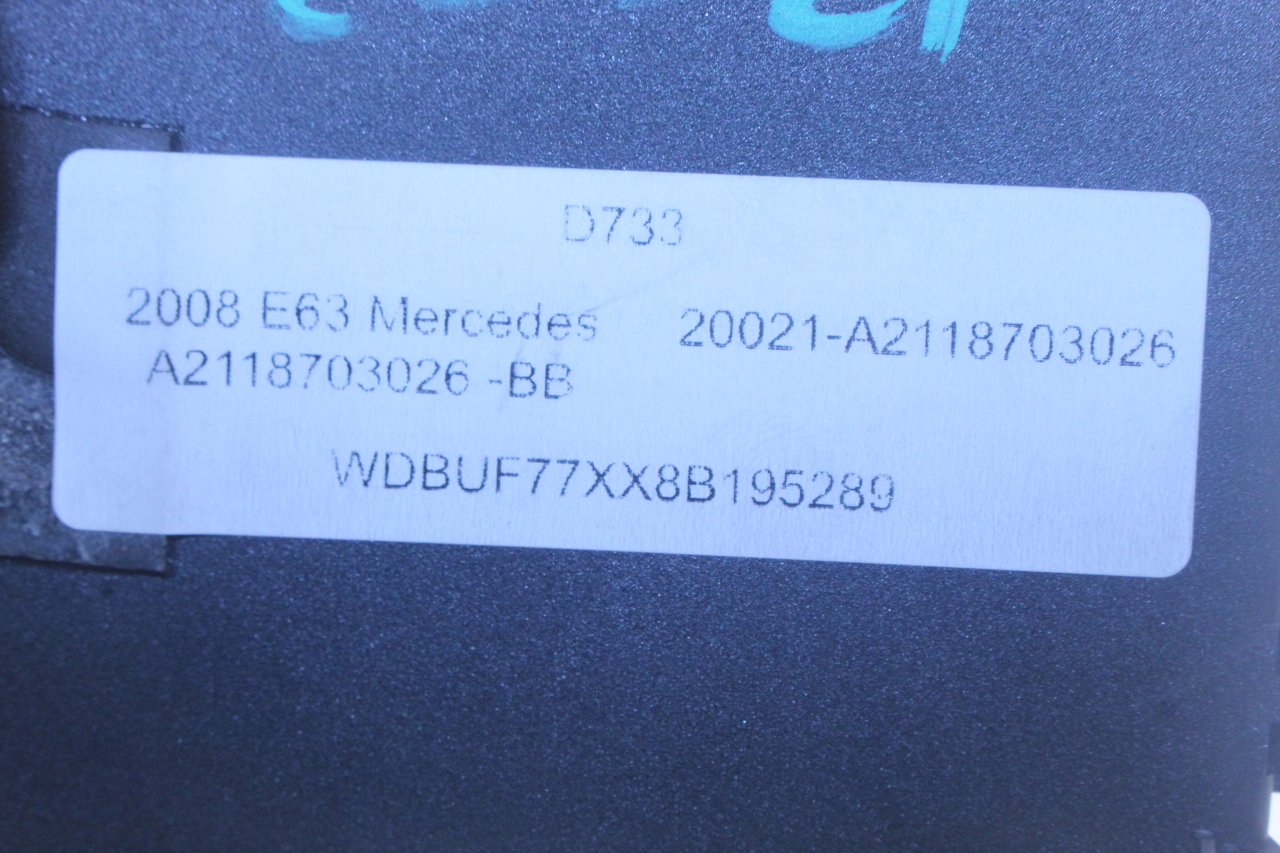 D733
2008 E63 Mercedes 20021-A2118703026
A2118703026 -BB
WDBUF77XX8B195289